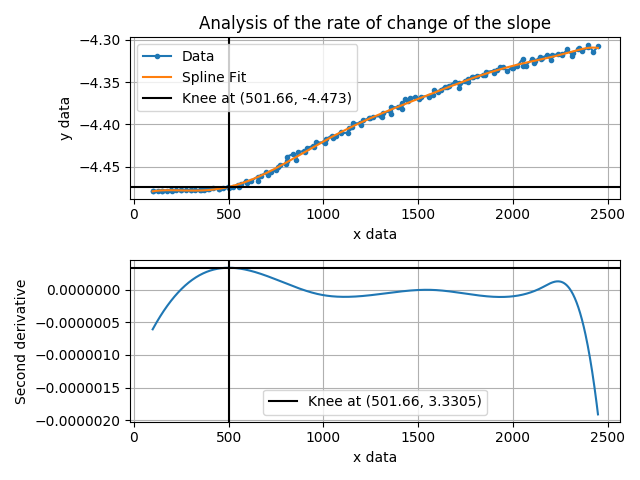 Analysis of the rate of change of the slope
−4.30
−4.35
−4.40
−4.45
y data
Data
Spline Fit
Knee at (501.66, -4.473)
0
500
1000
1500
2000
2500
x data
0.0000000
−0.0000005
−0.0000010
−0.0000015
−0.0000020
Second derivative
Knee at (501.66, 3.3305)
0
500
1000
1500
2000
2500
x data